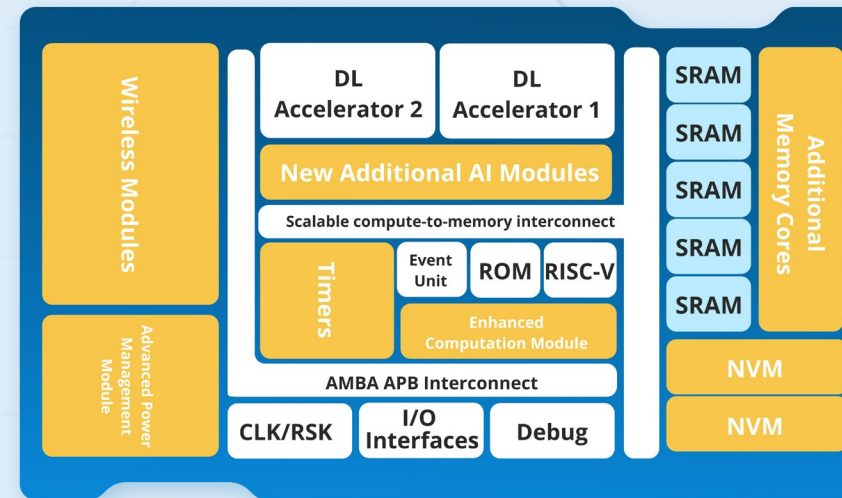 Wireless Modules
Advanced Power
Management
Module
DL
Accelerator 2
DL
Accelerator 1
New Additional AI Modules
Scalable compute-to-memory interconnect
Timers
Event
Unit
ROM
RISC-V
Enhanced
Computation Module
AMBA APB Interconnect
CLK/RSK
I/O
Interfaces
Debug
SRAM
SRAM
SRAM
SRAM
SRAM
Additional
Memory Cores
NVM
NVM